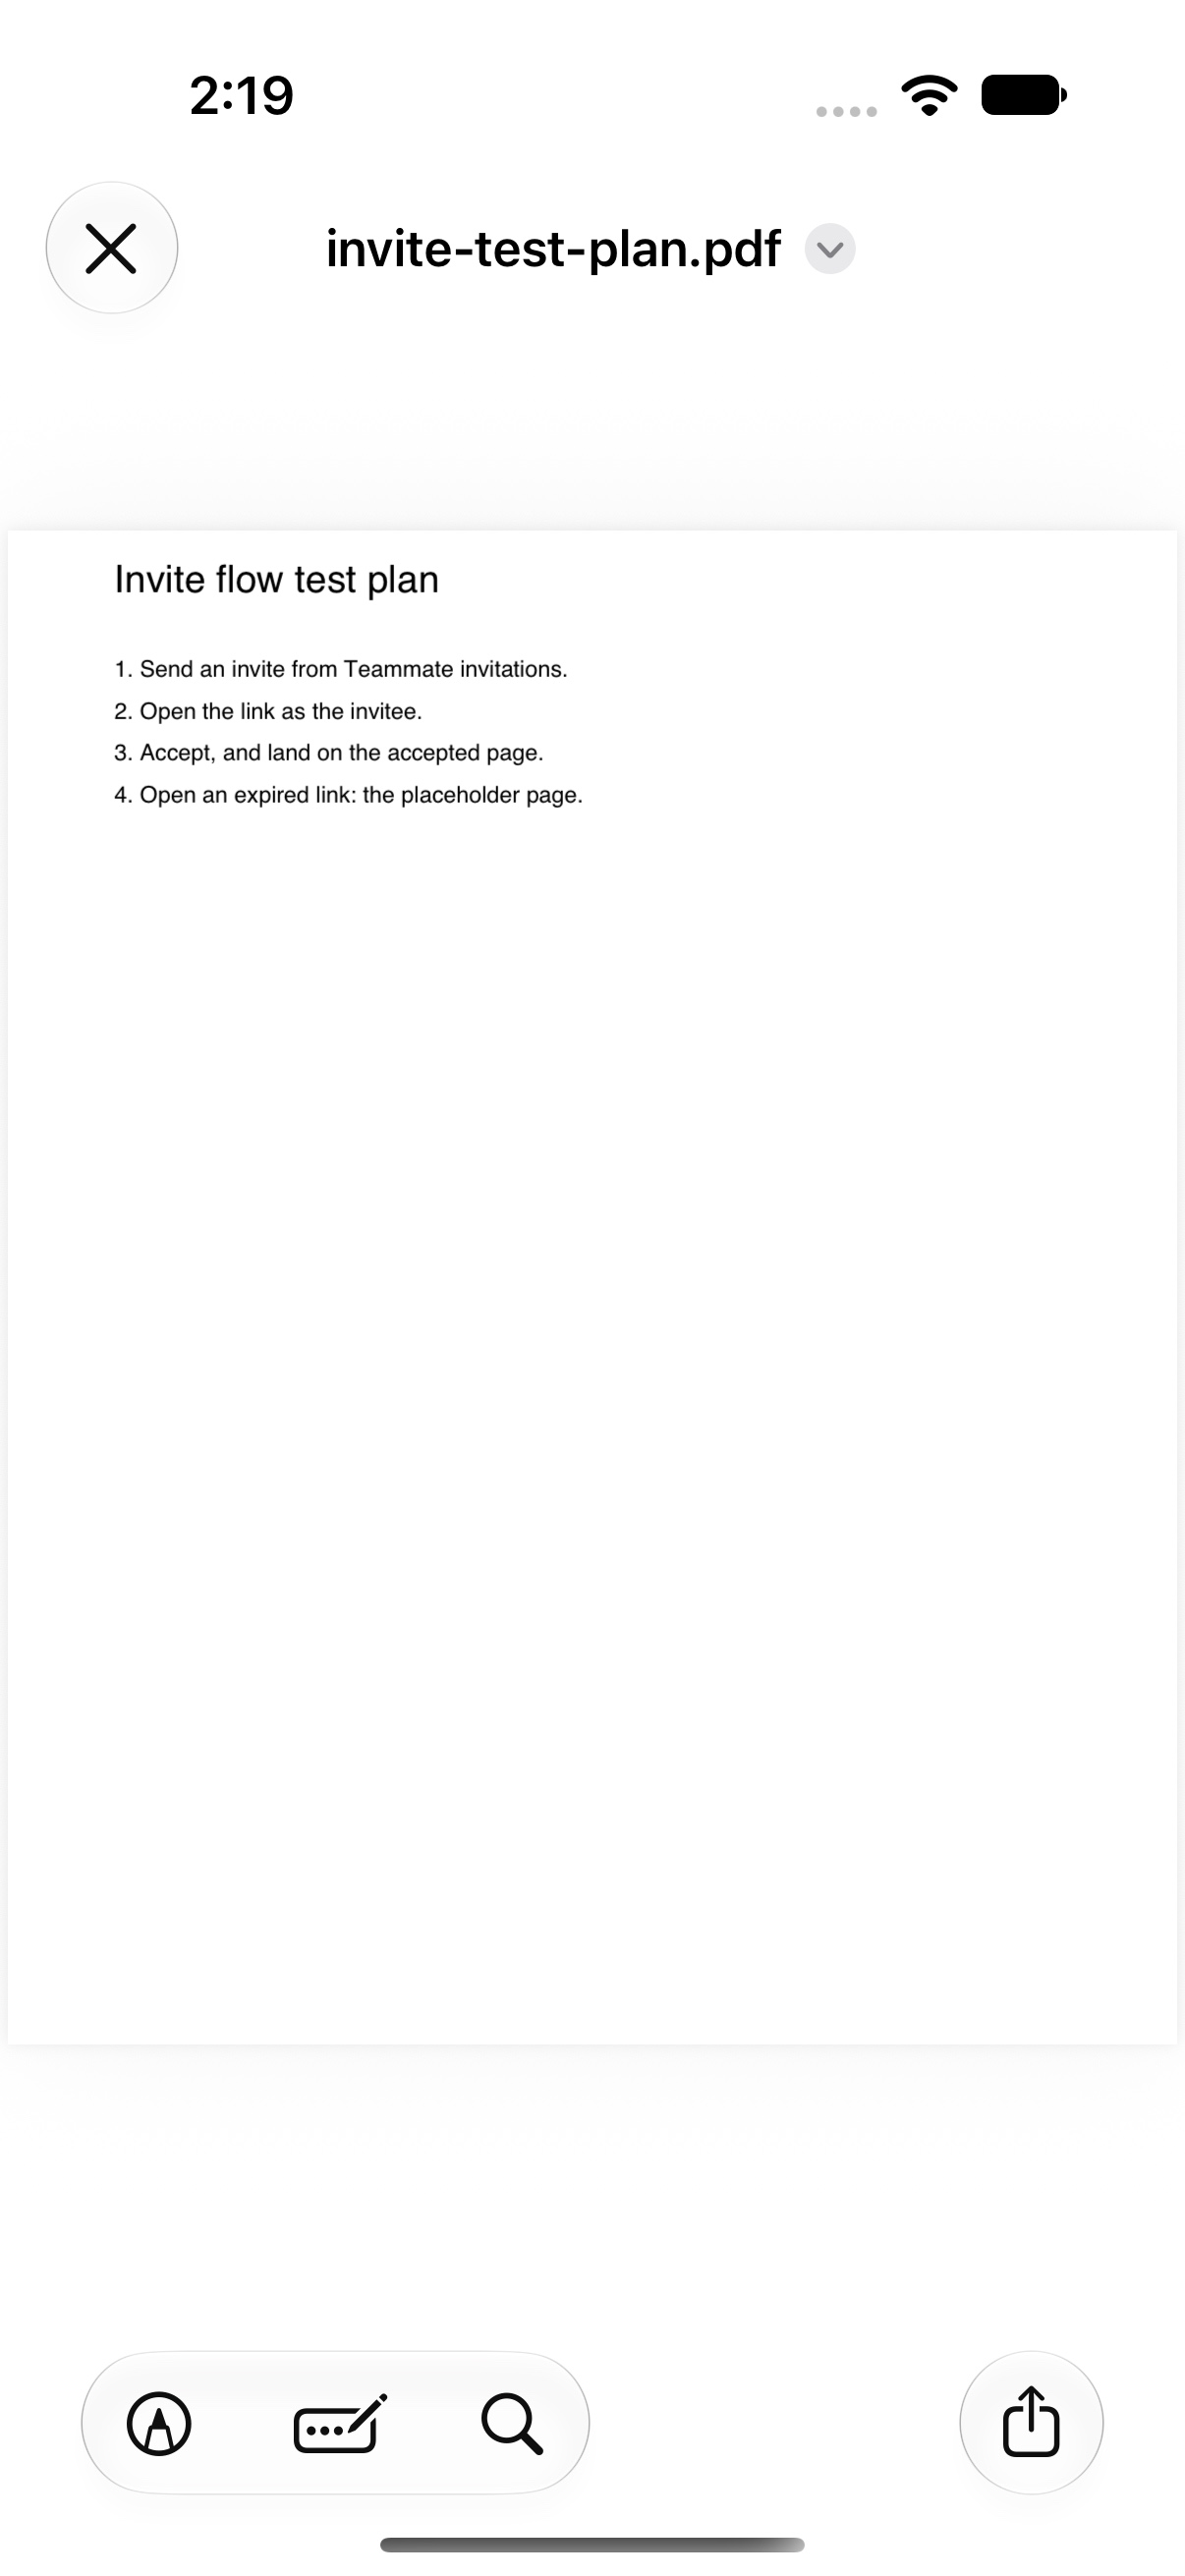 2:19
invite-test-plan.pdf
Invite flow test plan
1. Send an invite from Teammate invitations.
2. Open the link as the invitee.
3. Accept, and land on the accepted page.
4. Open an expired link: the placeholder page.